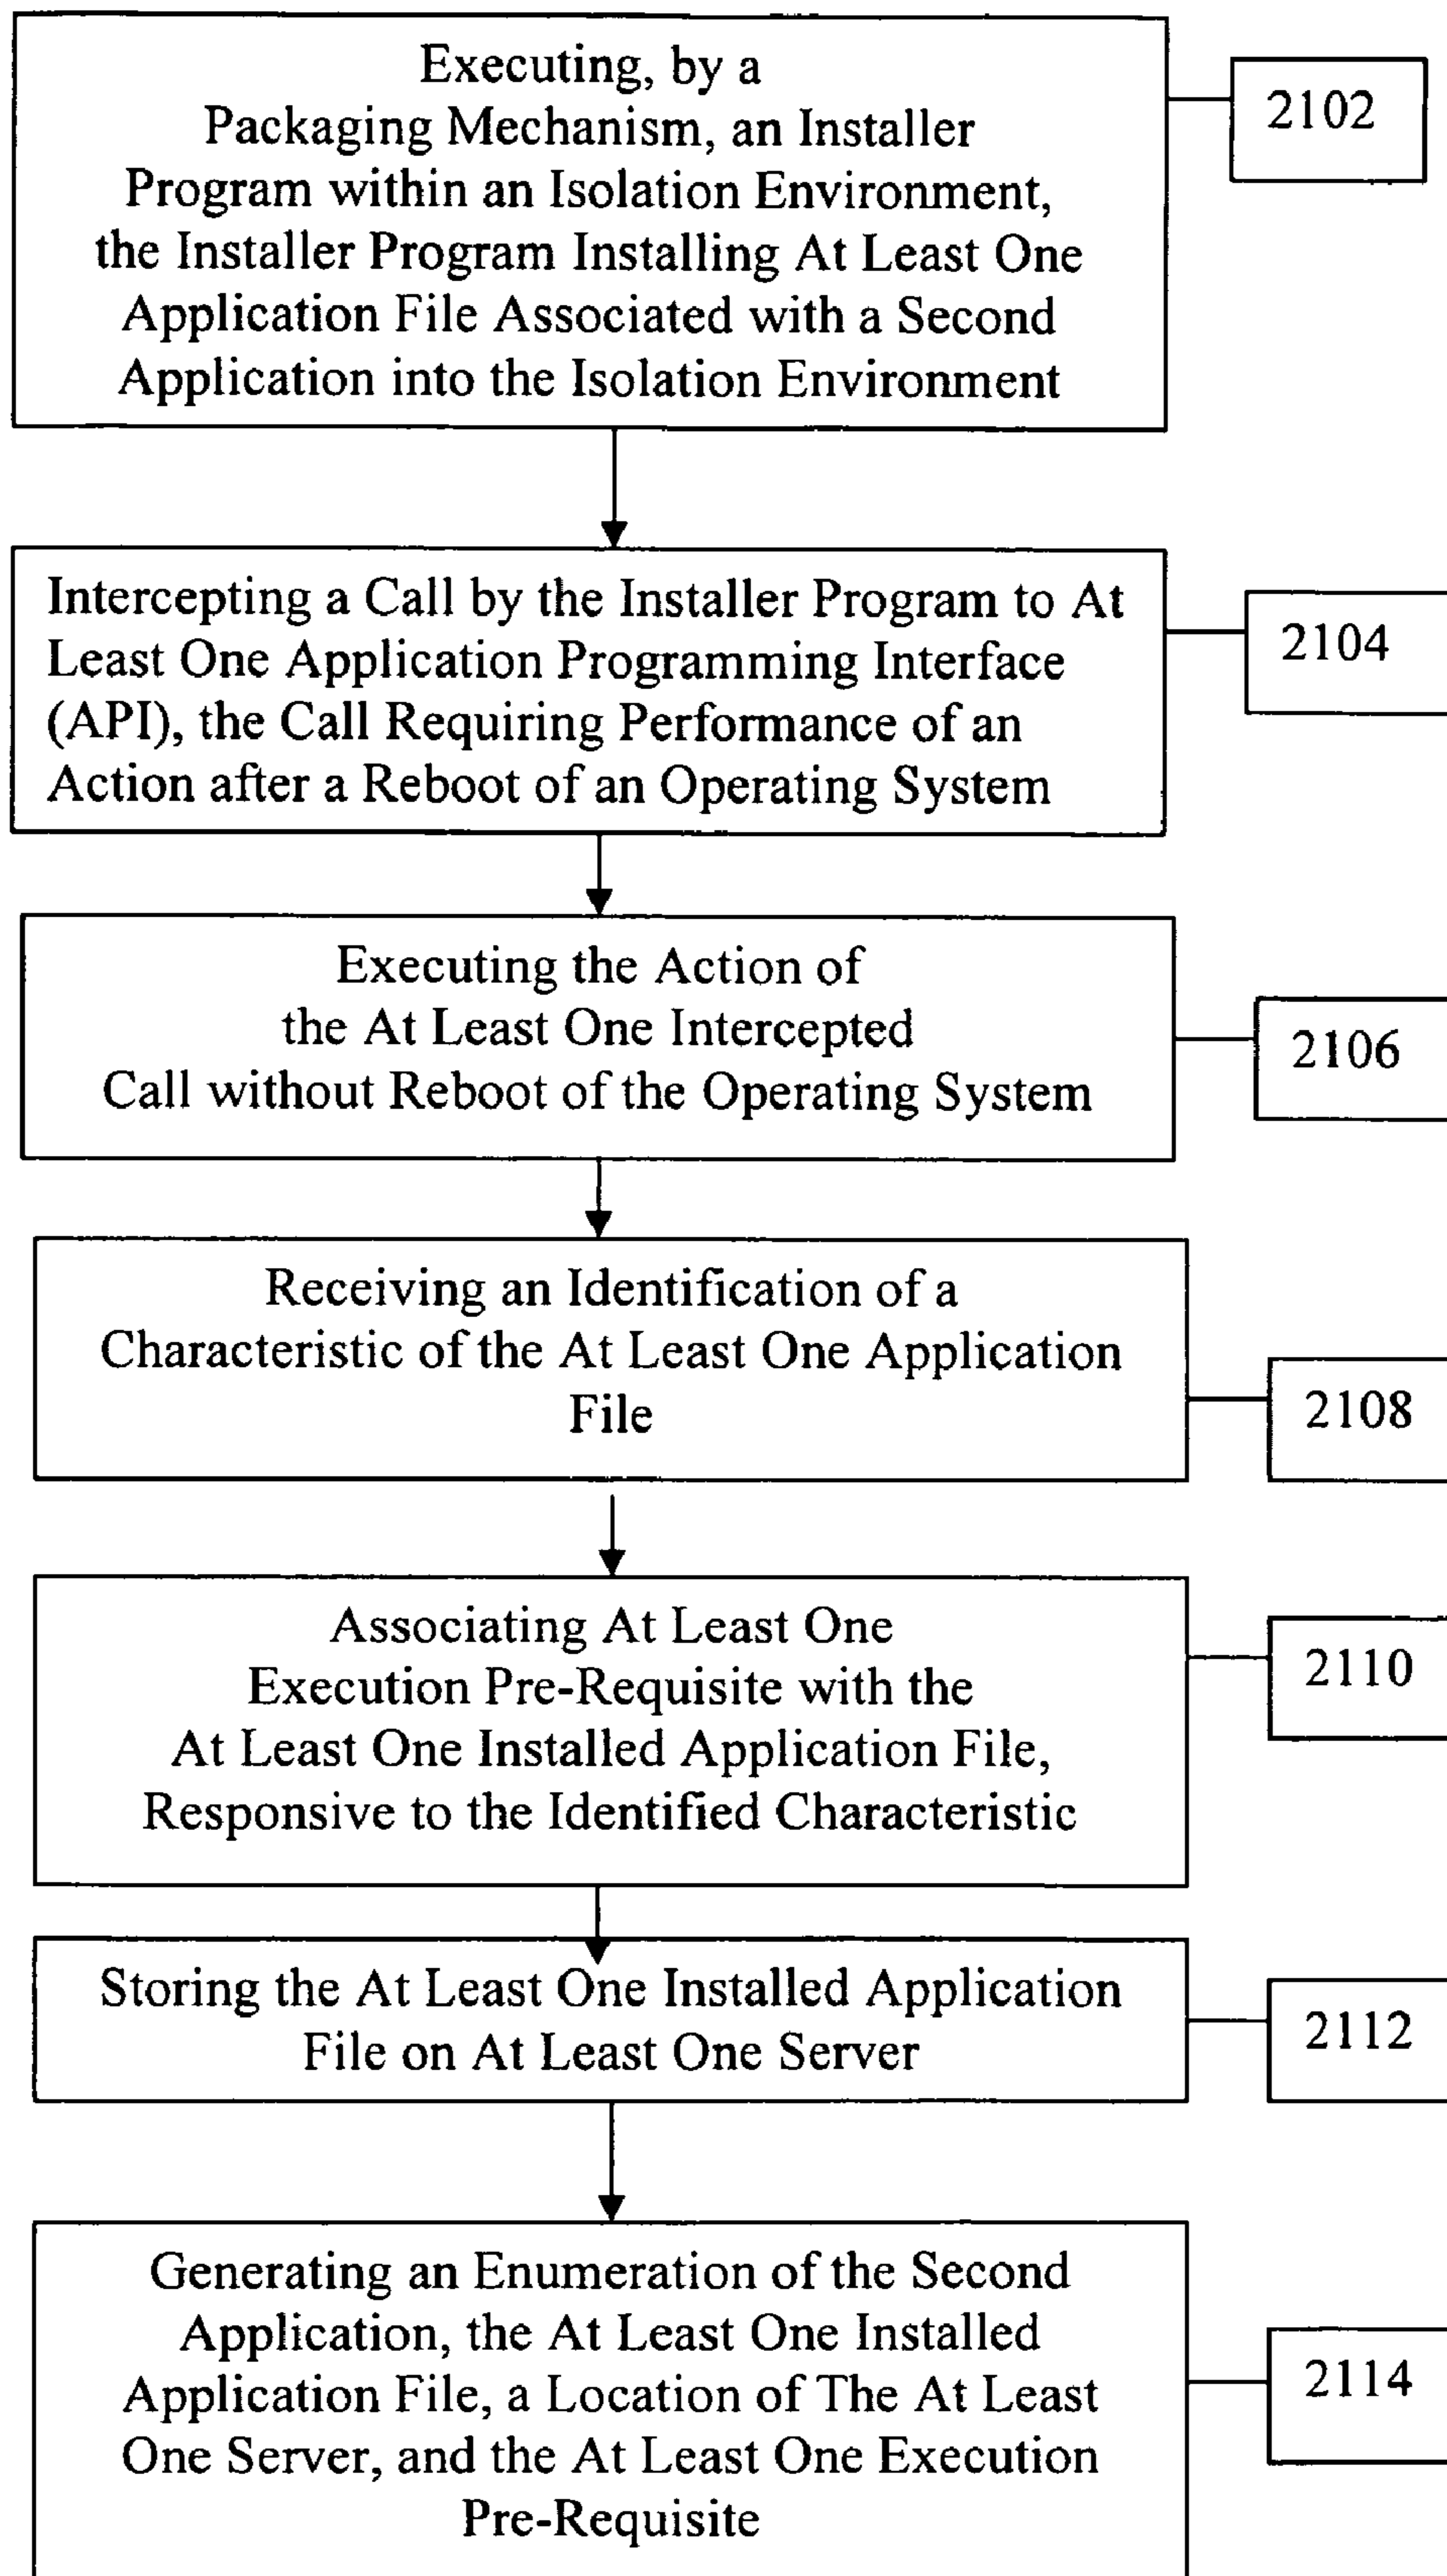 Executing, by a
Packaging Mechanism, an Installer
Program within an Isolation Environment,
the Installer Program Installing At Least One
Application File Associated with a Second
Application into the Isolation Environment
2102
Intercepting a Call by the Installer Program to At
Least One Application Programming Interface
(API), the Call Requiring Performance of an
Action after a Reboot of an Operating System
2104
Executing the Action of
the At Least One Intercepted
Call without Reboot of the Operating System
2106
Receiving an Identification of a
Characteristic of the At Least One Application
File
2108
Associating At Least One
Execution Pre-Requisite with the
At Least One Installed Application File,
Responsive to the Identified Characteristic
2110
Storing the At Least One Installed Application
File on At Least One Server
2112
Generating an Enumeration of the Second
Application, the At Least One Installed
Application File, a Location of The At Least
One Server, and the At Least One Execution
Pre-Requisite
2114